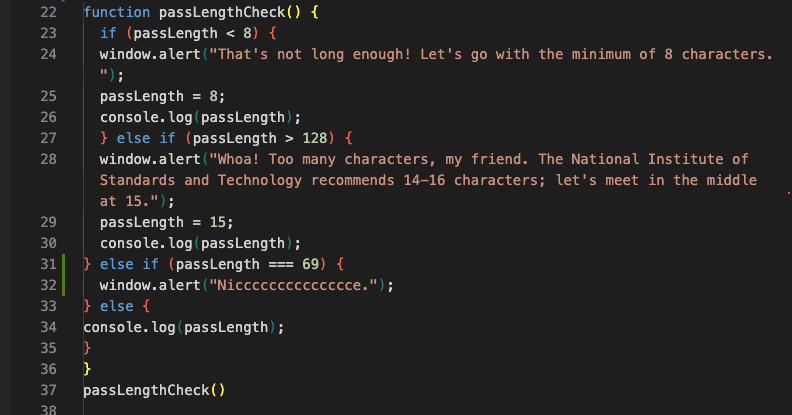 22 function passLengthCheck() {
23 if (passLength < 8) {
24 window.alert("That's not long enough! Let's go with the minimum of 8 characters.
");
25 passLength = 8;
26 console.log(passLength);
27 } else if (passLength > 128) {
28 window.alert("Whoa! Too many characters, my friend. The National Institute of
Standards and Technology recommends 14-16 characters; let's meet in the middle
at 15.");
29 passLength = 15;
30 console.log(passLength);
31 } else if (passLength === 69) {
32 window.alert("Niccccccccccccccce.");
33 } else {
34 console.log(passLength);
35 }
36 }
37 passLengthCheck()
38